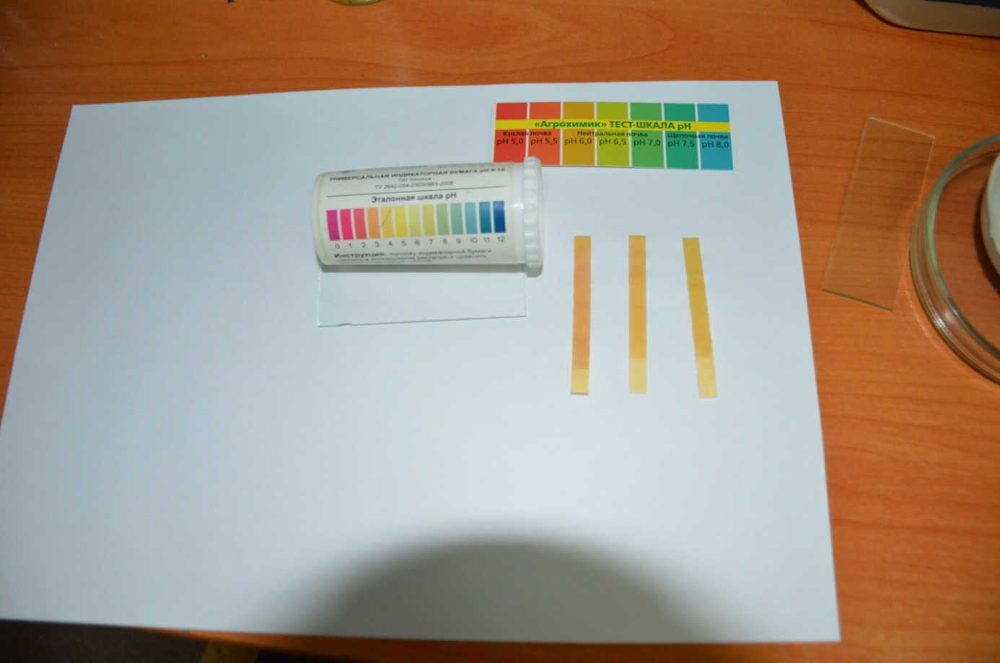 «Агрохимик» ТЕСТ-ШКАЛА pH
Кислая почва Нейтральная почва Щелочная почва
pH 5,0 pH 5,5 pH 6,0 pH 6,5 pH 7,0 pH 7,5 pH 8,0
УНИВЕРСАЛЬНАЯ ИНДИКАТОРНАЯ БУМАГА pH 0-12
100 полосок
ТУ 2642-054-23050963-2008
Эталонная шкала pH
0 1 2 3 4 5 6 7 8 9 10 11 12
Инструкция: полоску индикаторной бумаги